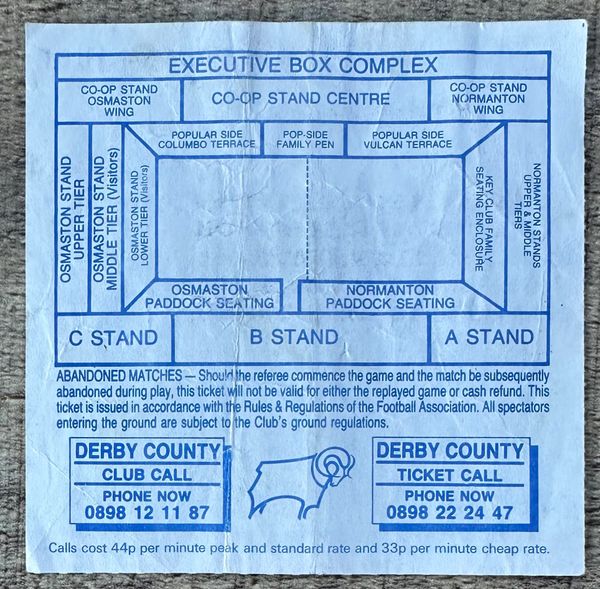 EXECUTIVE BOX COMPLEX
CO-OP STAND
OSMASTON
WING
CO-OP STAND CENTRE
CO-OP STAND
NORMANTON
WING
POPULAR SIDE
COLUMBO TERRACE
POP-SIDE
FAMILY PEN
POPULAR SIDE
VULCAN TERRACE
OSMASTON STAND
UPPER TIER
OSMASTON STAND
MIDDLE TIER (Visitors)
OSMASTON STAND
LOWER TIER (Visitors)
KEY CLUB FAMILY
SEATING ENCLOSURE
NORMANTON STANDS
UPPER & MIDDLE
TIERS
OSMASTON
PADDOCK SEATING
NORMANTON
PADDOCK SEATING
C STAND
B STAND
A STAND
ABANDONED MATCHES — Should the referee commence the game and the match be subsequently
abandoned during play, this ticket will not be valid for either the replayed game or cash refund. This
ticket is issued in accordance with the Rules & Regulations of the Football Association. All spectators
entering the ground are subject to the Club's ground regulations.
DERBY COUNTY
CLUB CALL
PHONE NOW
0898 12 11 87
DERBY COUNTY
TICKET CALL
PHONE NOW
0898 22 24 47
Calls cost 44p per minute peak and standard rate and 33p per minute cheap rate.